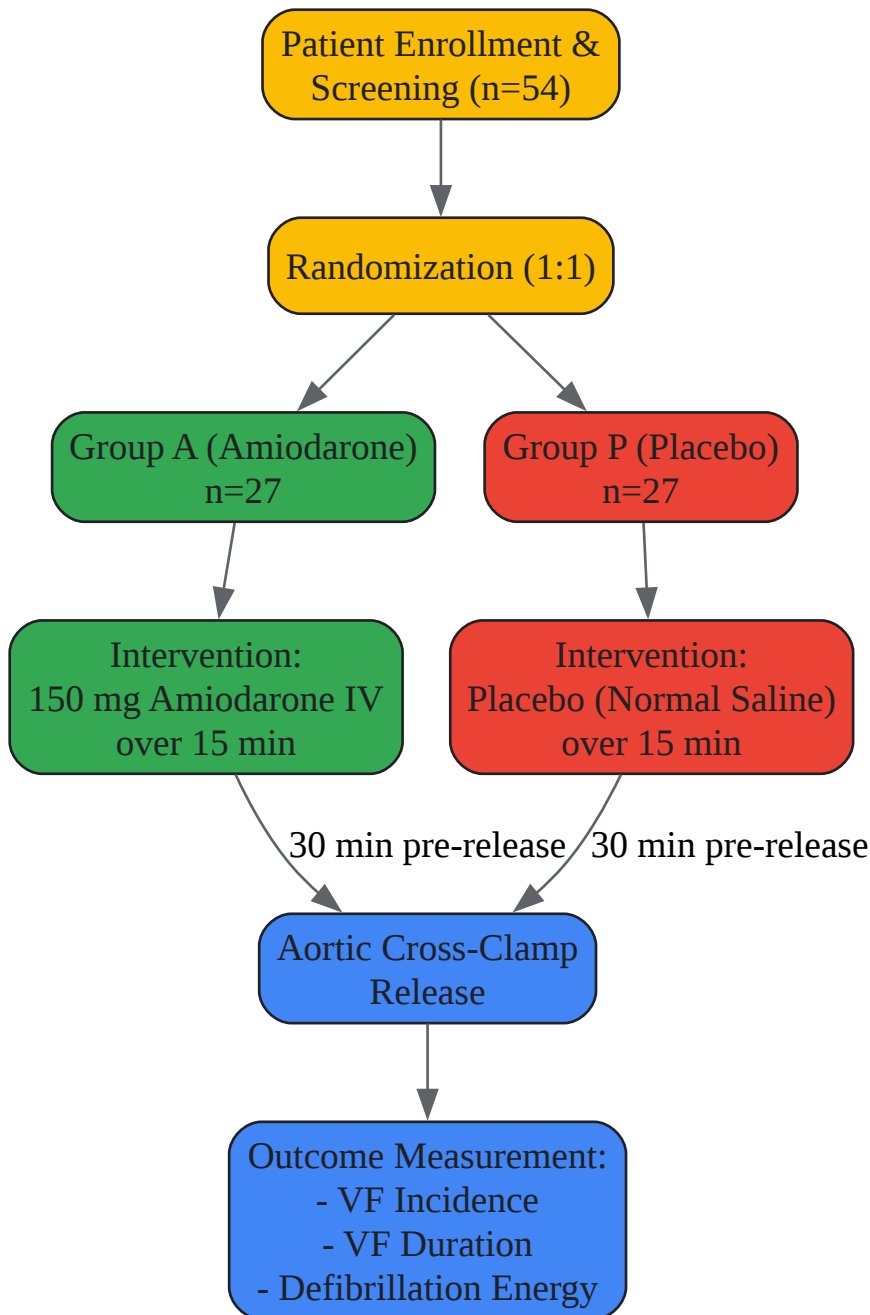 Patient Enrollment &
Screening (n=54)
Randomization (1:1)
Group A (Amiodarone)
n=27
Group P (Placebo)
n=27
Intervention:
150 mg Amiodarone IV
over 15 min
Intervention:
Placebo (Normal Saline)
over 15 min
30 min pre-release
30 min pre-release
Aortic Cross-Clamp
Release
Outcome Measurement:
- VF Incidence
- VF Duration
- Defibrillation Energy